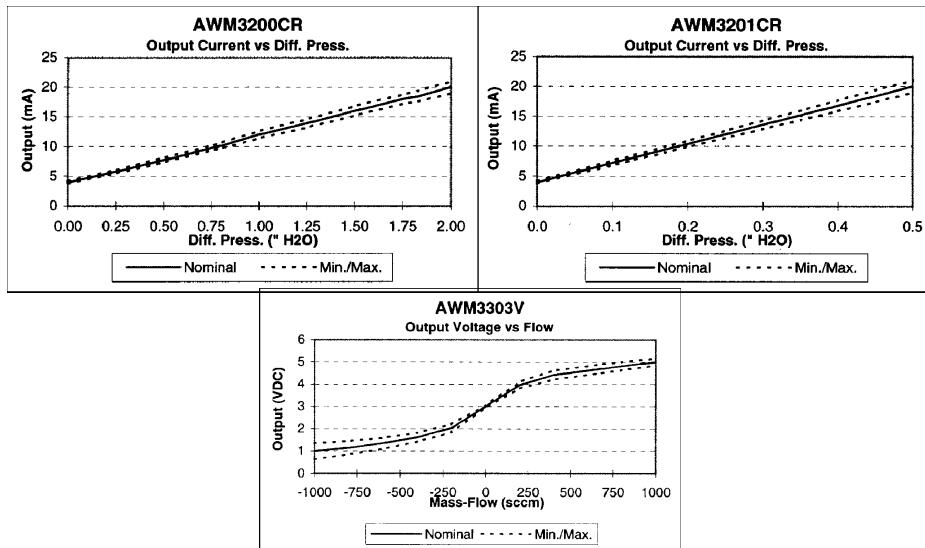 AWM3200CR
Output Current vs Diff. Press.
Output (mA)
25
20
15
10
5
0
0.00 0.25 0.50 0.75 1.00 1.25 1.50 1.75 2.00
Diff. Press. (" H2O)
Nominal Min./Max.
AWM3201CR
Output Current vs Diff. Press.
Output (mA)
25
20
15
10
5
0
0.0 0.1 0.2 0.3 0.4 0.5
Diff. Press. (" H2O)
Nominal Min./Max.
AWM3303V
Output Voltage vs Flow
Output (VDC)
6
5
4
3
2
1
0
-1000 -750 -500 -250 0 250 500 750 1000
Mass-Flow (sccm)
Nominal Min./Max.